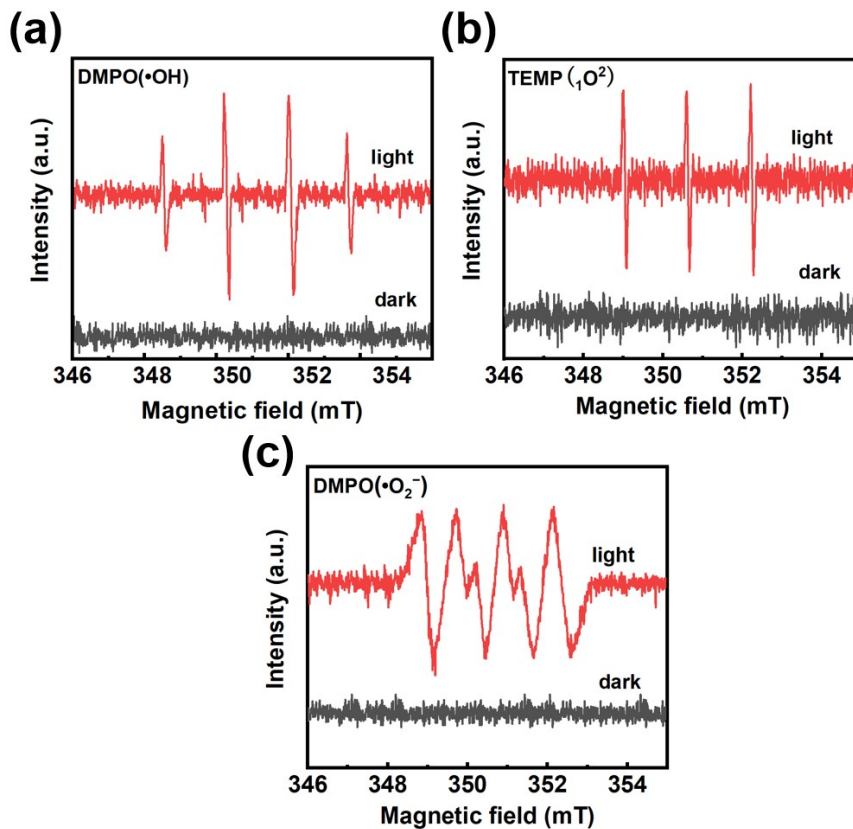 (a)
DMPO(•OH)
light
dark
Intensity (a.u.)
346 348 350 352 354
Magnetic field (mT)
(b)
TEMP (₁O²)
light
dark
Intensity (a.u.)
346 348 350 352 354
Magnetic field (mT)
(c)
DMPO(•O₂⁻)
light
dark
Intensity (a.u.)
346 348 350 352 354
Magnetic field (mT)